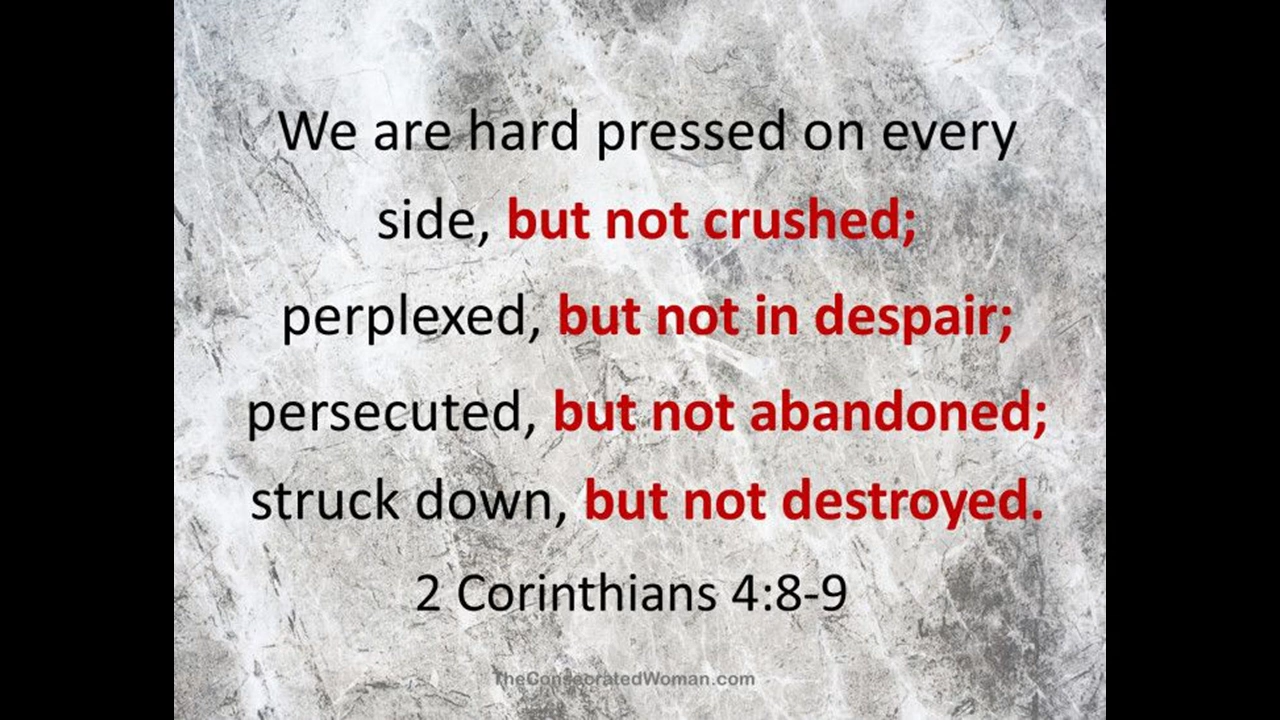 We are hard pressed on every
side, but not crushed;
perplexed, but not in despair;
persecuted, but not abandoned;
struck down, but not destroyed.
2 Corinthians 4:8-9
TheConsecratedWoman.com